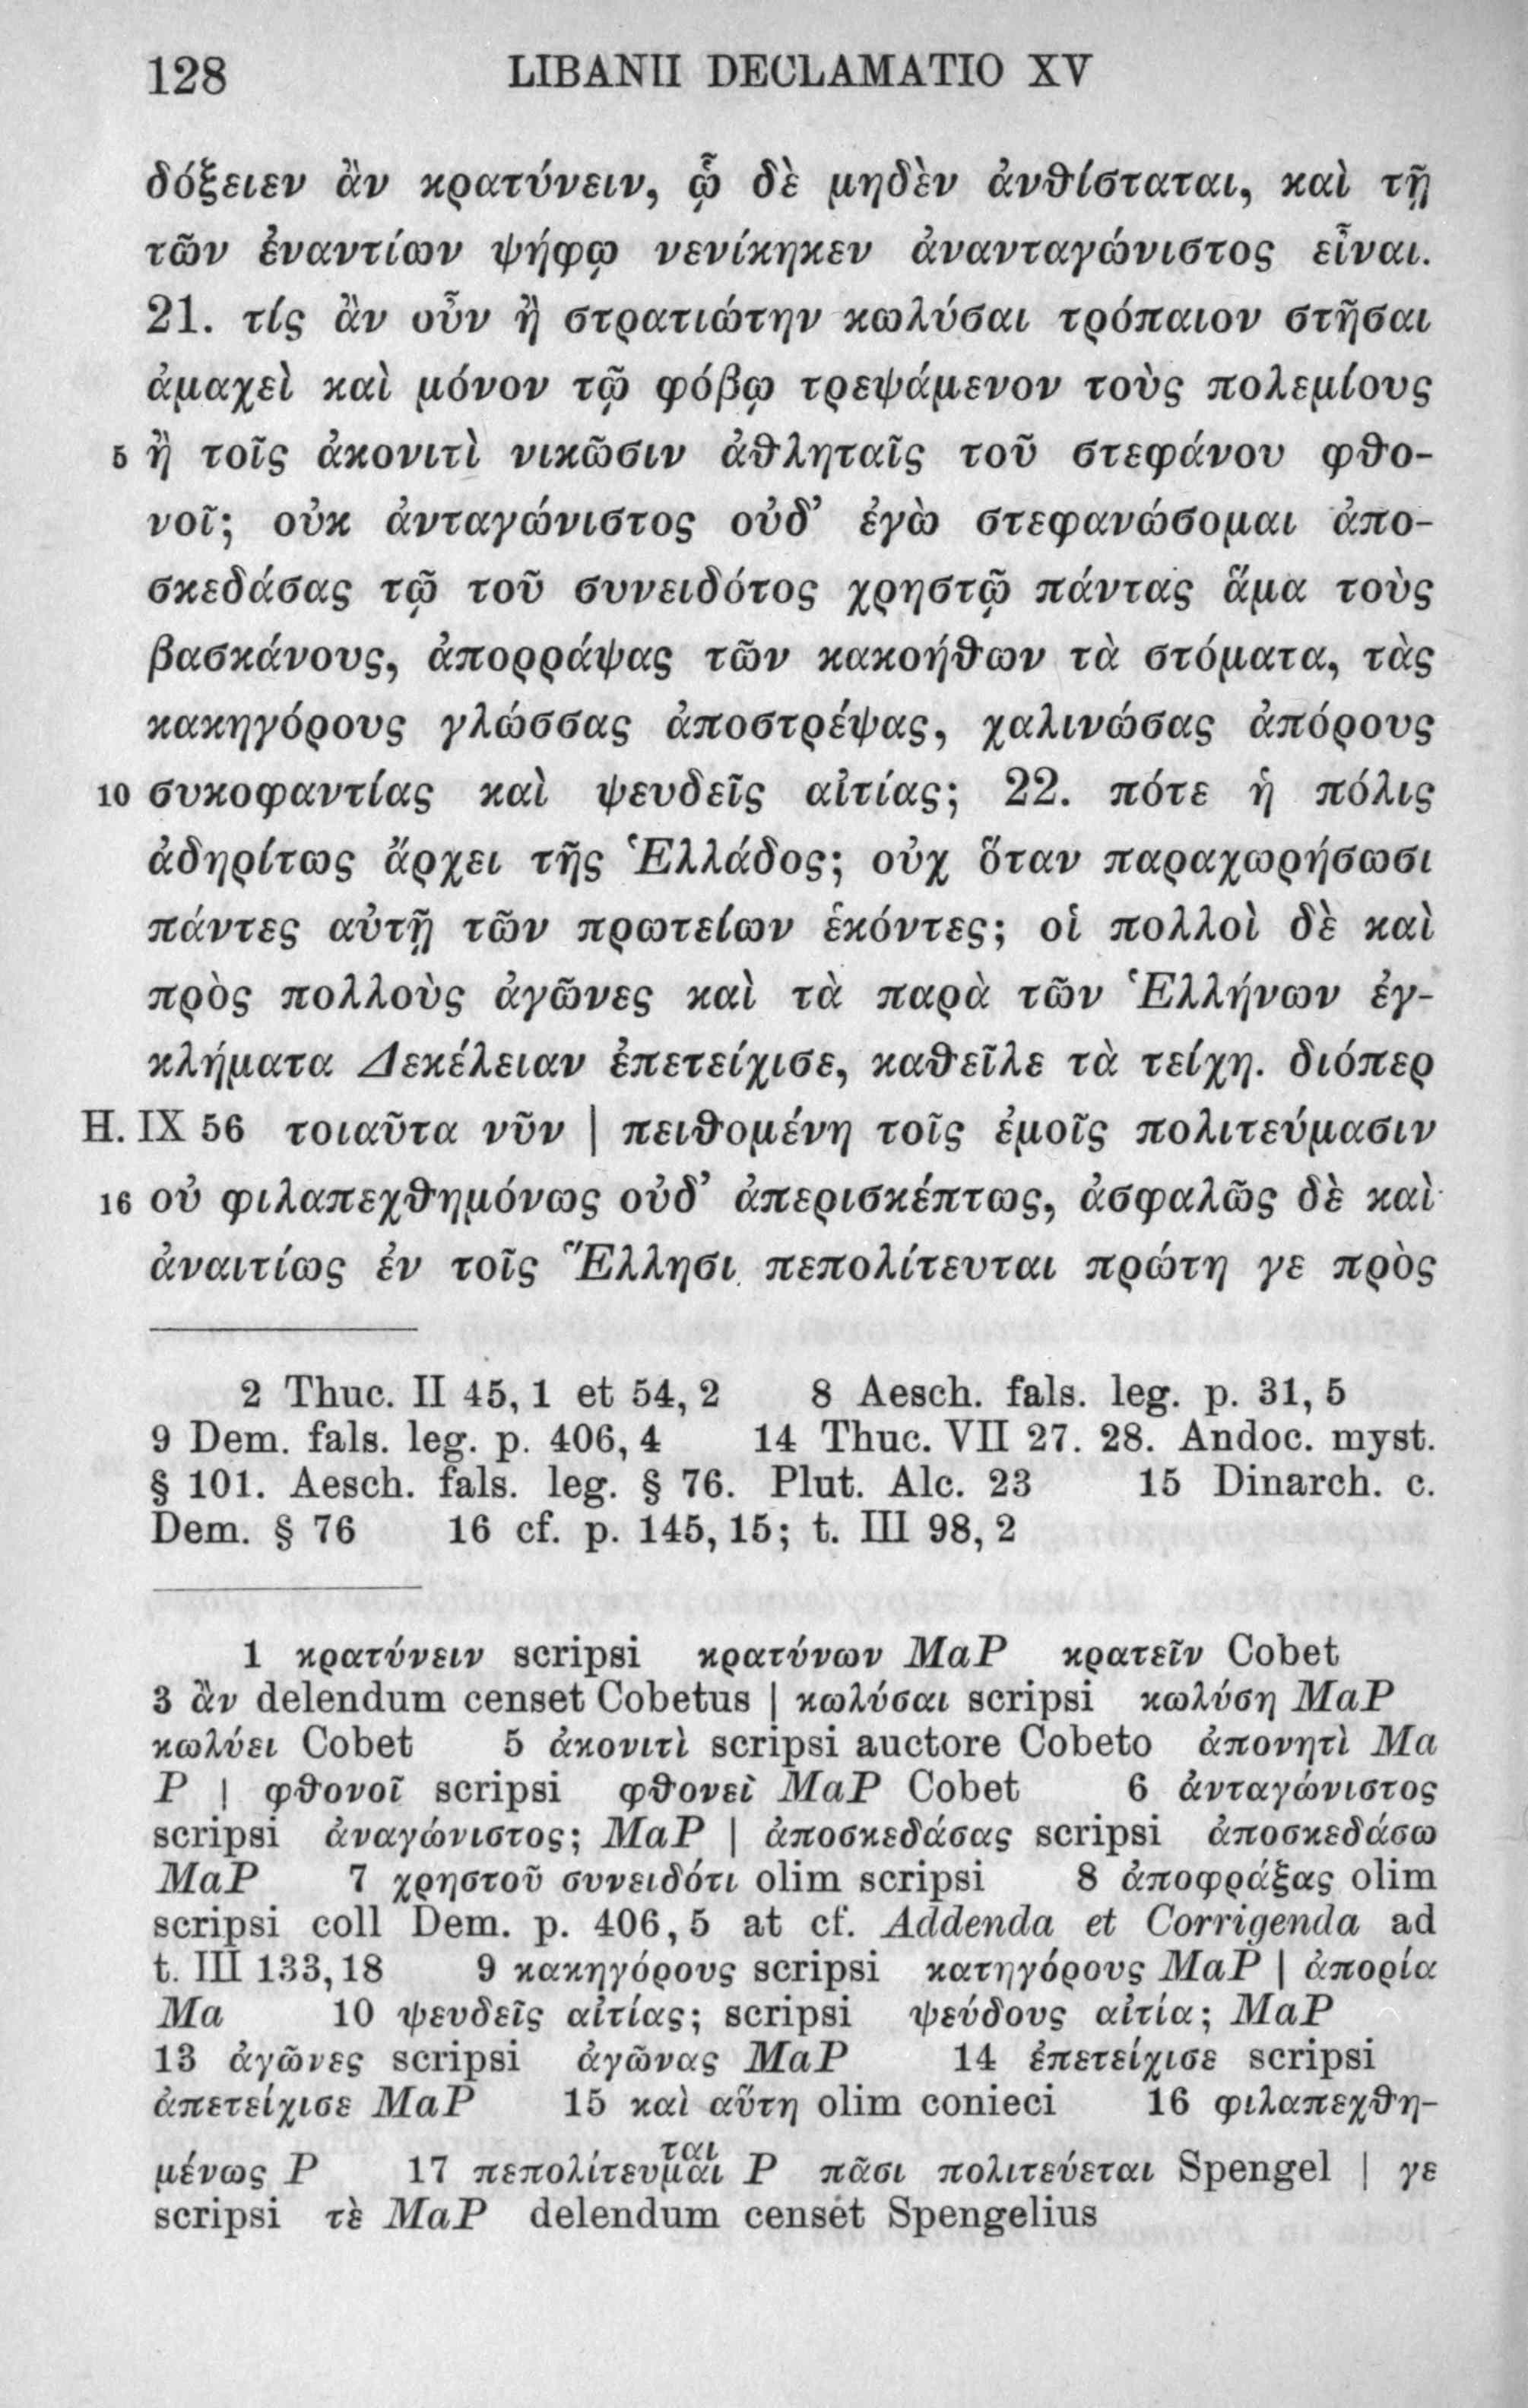 128 LIBANII DECLAMATIO XV
δόξειεν ἂν κρατύνειν, ᾧ δὲ μηδὲν ἀνθίσταται, καὶ τῇ
τῶν ἐναντίων ψήφῳ νενίκηκεν ἀνανταγώνιστος εἶναι.
21. τίς ἂν οὖν ἢ στρατιώτην κωλύσαι τρόπαιον στῆσαι
ἀμαχεὶ καὶ μόνον τῷ φόβῳ τρεψάμενον τοὺς πολεμίους
5 ἢ τοῖς ἀκονιτὶ νικῶσιν ἀθληταῖς τοῦ στεφάνου φθο-
νοῖ; οὐκ ἀνταγώνιστος οὐδ’ ἐγὼ στεφανώσομαι ἀπο-
σκεδάσας τῷ τοῦ συνειδότος χρηστῷ πάντας ἅμα τοὺς
βασκάνους, ἀπορράψας τῶν κακοήθων τὰ στόματα, τὰς
κακηγόρους γλώσσας ἀποστρέψας, χαλινώσας ἀπόρους
10 συκοφαντίας καὶ ψευδεῖς αἰτίας; 22. πότε ἡ πόλις
ἀδηρίτως ἄρχει τῆς Ἑλλάδος; οὐχ ὅταν παραχωρήσωσι
πάντες αὐτῇ τῶν πρωτείων ἑκόντες; οἱ πολλοὶ δὲ καὶ
πρὸς πολλοὺς ἀγῶνες καὶ τὰ παρὰ τῶν Ἑλλήνων ἐγ-
κλήματα Δεκέλειαν ἐπετείχισε, καθεῖλε τὰ τείχη. διόπερ
H. IX 56 τοιαῦτα νῦν | πειθομένη τοῖς ἐμοῖς πολιτεύμασιν
16 οὐ φιλαπεχθημόνως οὐδ’ ἀπερισκέπτως, ἀσφαλῶς δὲ καὶ
ἀναιτίως ἐν τοῖς Ἕλλησι πεπολίτευται πρώτη γε πρὸς
2 Thuc. II 45, 1 et 54, 2 8 Aesch. fals. leg. p. 31, 5
9 Dem. fals. leg. p. 406, 4 14 Thuc. VII 27. 28. Andoc. myst.
§ 101. Aesch. fals. leg. § 76. Plut. Alc. 23 15 Dinarch. c.
Dem. § 76 16 cf. p. 145, 15; t. III 98, 2
1 κρατύνειν scripsi κρατύνων MaP κρατεῖν Cobet
3 ἂν delendum censet Cobetus | κωλύσαι scripsi κωλύσῃ MaP
κωλύει Cobet 5 ἀκονιτὶ scripsi auctore Cobeto ἀπονητὶ Ma
P | φθονοῖ scripsi φθονεῖ MaP Cobet 6 ἀνταγώνιστος
scripsi ἀναγώνιστος; MaP | ἀποσκεδάσας scripsi ἀποσκεδάσω
MaP 7 χρηστοῦ συνειδότι olim scripsi 8 ἀποφράξας olim
scripsi coll Dem. p. 406, 5 at cf. Addenda et Corrigenda ad
t. III 133, 18 9 κακηγόρους scripsi κατηγόρους MaP | ἀπορία
Ma 10 ψευδεῖς αἰτίας; scripsi ψεύδους αἰτία; MaP
13 ἀγῶνες scripsi ἀγῶνας MaP 14 ἐπετείχισε scripsi
ἀπετείχισε MaP 15 καὶ αὕτη olim conieci 16 φιλαπεχθη-
μένως P 17 πεπολίτευμαι ται P πᾶσι πολιτεύεται Spengel | γε
scripsi τὲ MaP delendum censet Spengelius